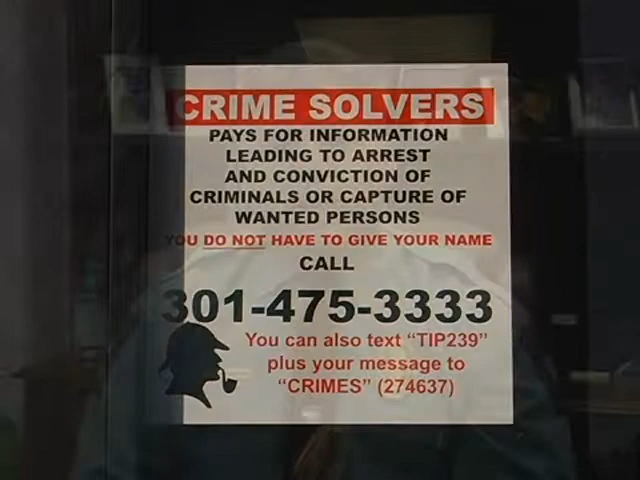 CRIME SOLVERS
PAYS FOR INFORMATION
LEADING TO ARREST
AND CONVICTION OF
CRIMINALS OR CAPTURE OF
WANTED PERSONS
YOU DO NOT HAVE TO GIVE YOUR NAME
CALL
301-475-3333
You can also text “TIP239”
plus your message to
“CRIMES” (274637)